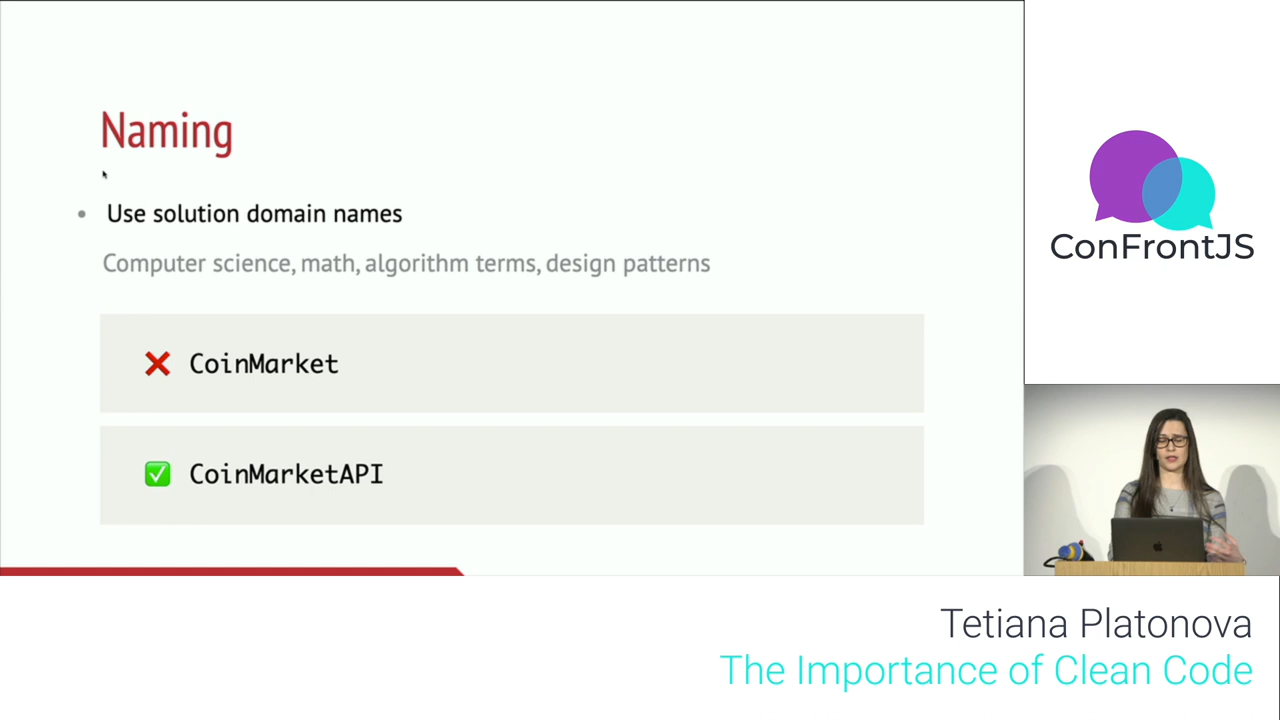 Naming
Use solution domain names
Computer science, math, algorithm terms, design patterns
CoinMarket
CoinMarketAPI
ConFrontJS
Tetiana Platonova
The Importance of Clean Code